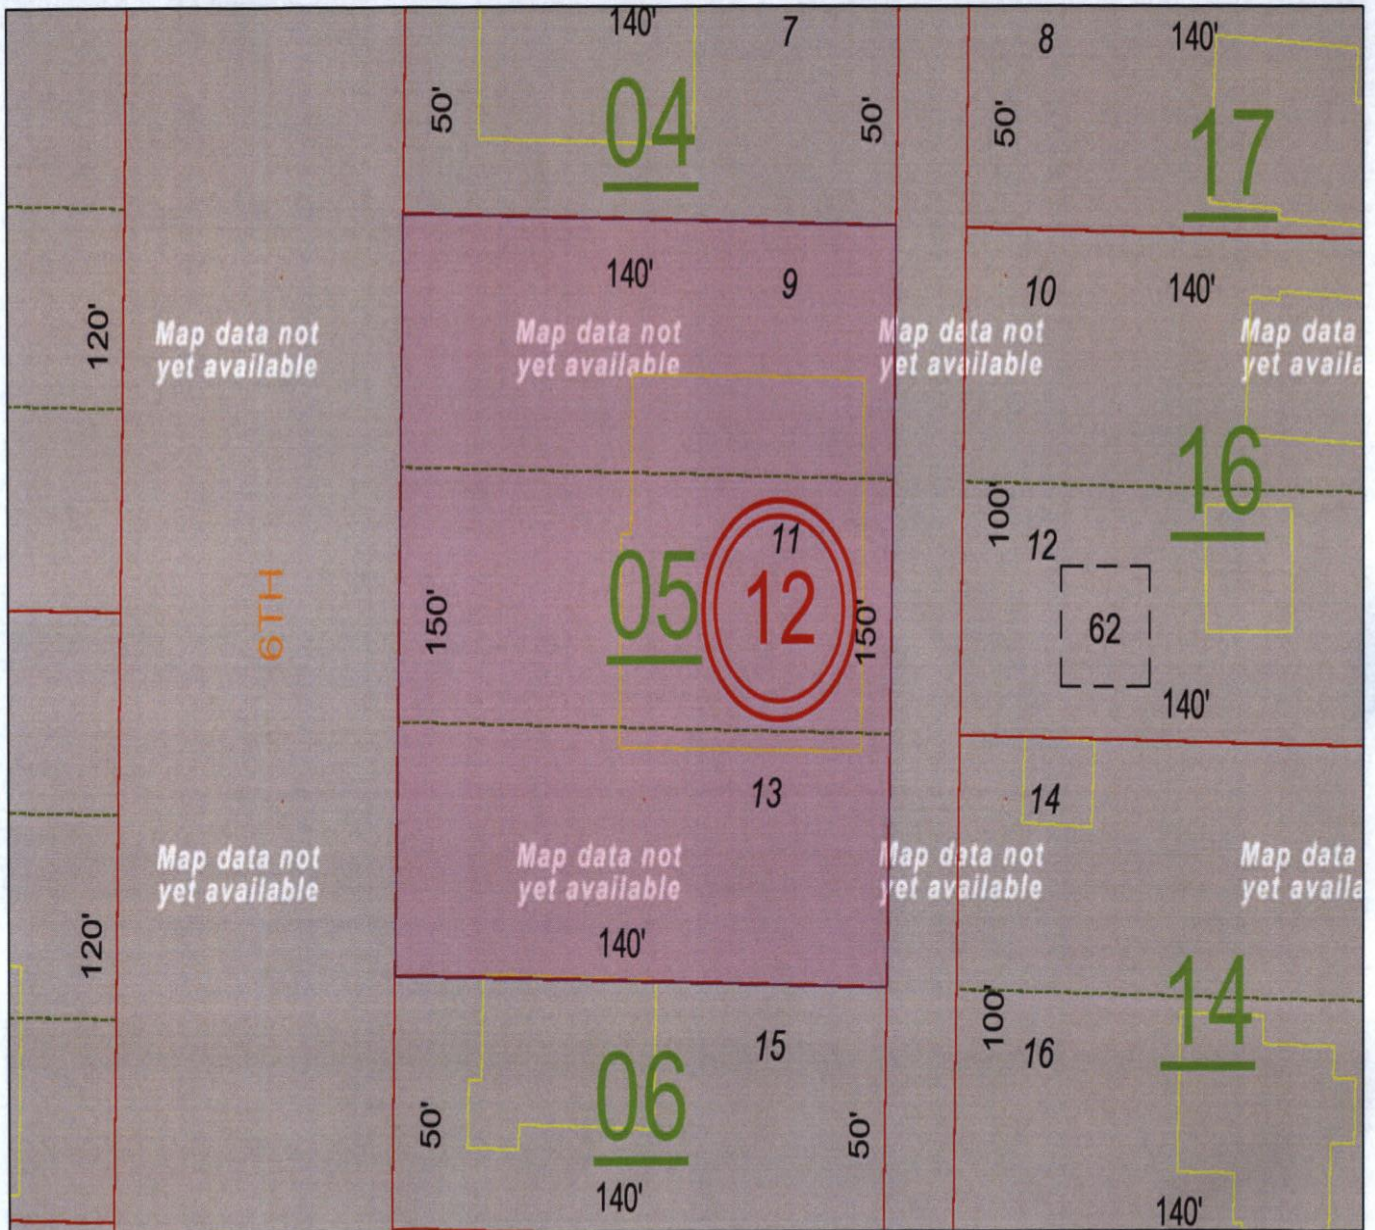 140'
7
8
140'
50'
04
50'
50'
17
140'
9
10
140'
120'
Map data not
yet available
Map data not
yet available
Map data not
yet available
Map data
yet availa
16
100'
11
12
05
12
150'
150'
6TH
62
140'
13
14
Map data not
yet available
Map data not
yet available
Map data not
yet available
Map data
yet availa
120'
140'
14
100'
15
16
06
50'
50'
140'
140'